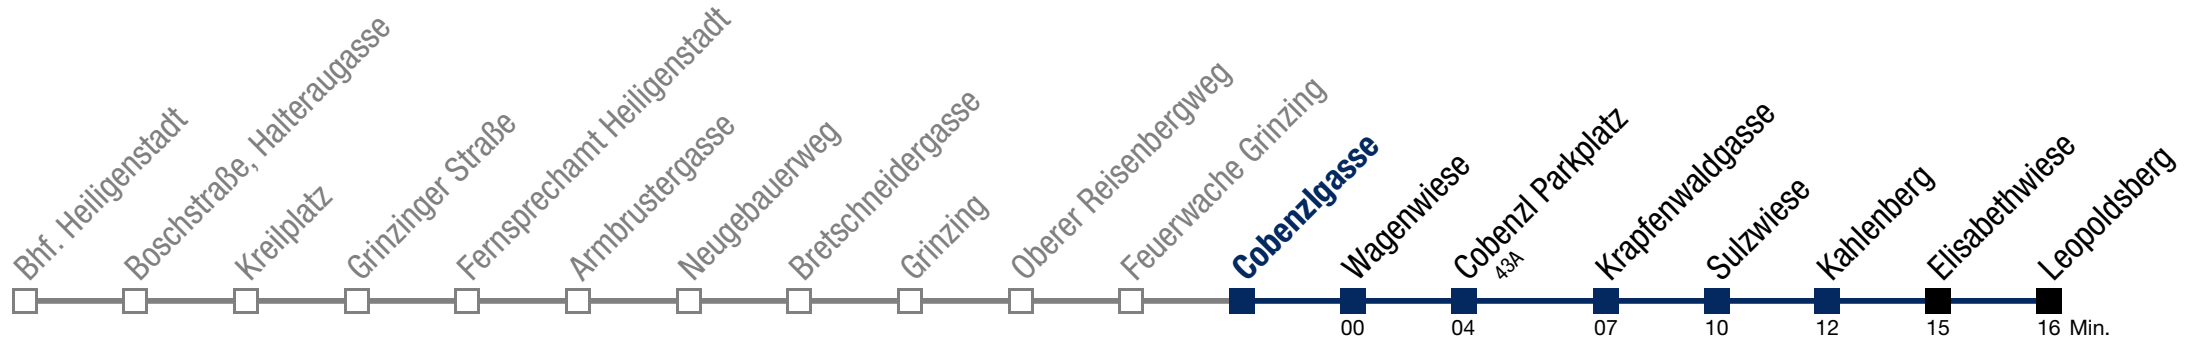 Bhf. Heiligenstadt
Boschstraße, Halteraugasse
Kreilplatz
Grinzinger Straße
Fernsprechamt Heiligenstadt
Armbrustergasse
Neugebauerweg
Bretschneidergasse
Grinzing
Oberer Reisenbergweg
Feuerwache Grinzing
Cobenzlgasse
Wagenwiese
Cobenzl Parkplatz
43A
Krapfenwaldgasse
Sulzwiese
Kahlenberg
Elisabethwiese
Leopoldsberg
00 04 07 10 12 15 16 Min.